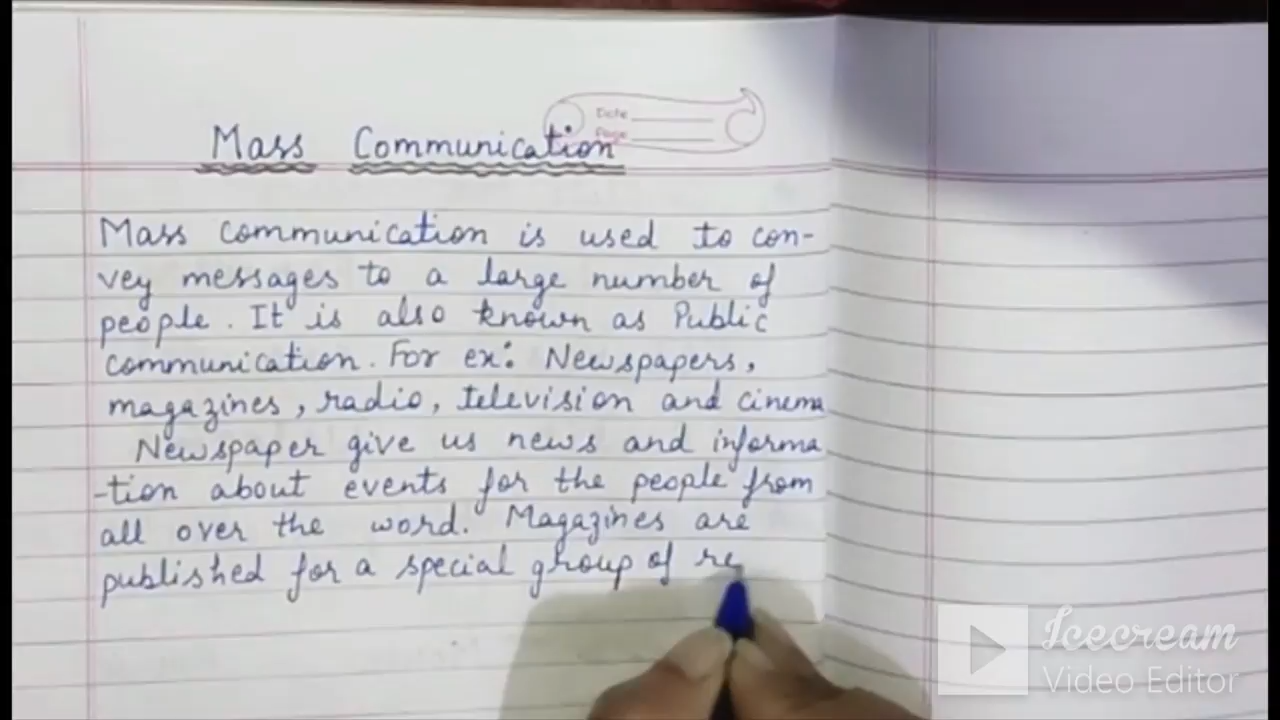 Date
Page
Mass Communication
Mass communication is used to con-
vey messages to a large number of
people. It is also known as Public
communication. For ex: Newspapers,
magazines, radio, television and cinema
Newspaper give us news and informa
-tion about events for the people from
all over the word. Magazines are
published for a special group of re
Icecream
Video Editor